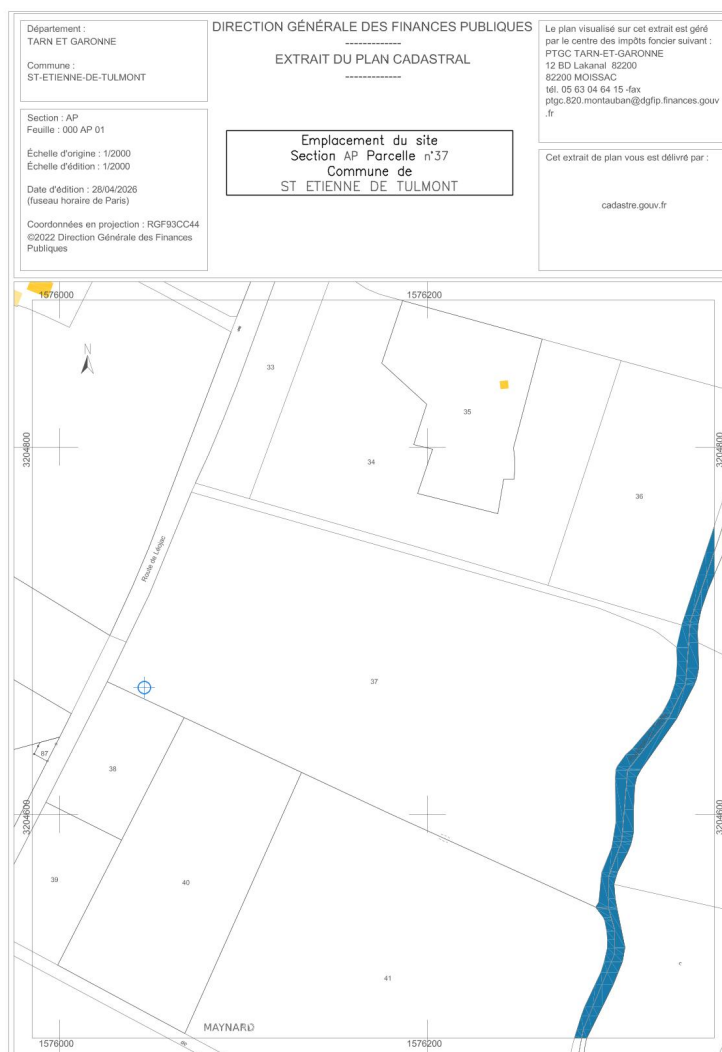 Département :
TARN ET GARONNE
Commune :
ST-ETIENNE-DE-TULMONT
Section : AP
Feuille : 000 AP 01
Échelle d'origine : 1/2000
Échelle d'édition : 1/2000
Date d'édition : 28/04/2026
(fuseau horaire de Paris)
Coordonnées en projection : RGF93CC44
©2022 Direction Générale des Finances
Publiques
DIRECTION GÉNÉRALE DES FINANCES PUBLIQUES
-------------
EXTRAIT DU PLAN CADASTRAL
-------------
Emplacement du site
Section AP Parcelle n°37
Commune de
ST ETIENNE DE TULMONT
Le plan visualisé sur cet extrait est géré
par le centre des impôts foncier suivant :
PTGC TARN-ET-GARONNE
12 BD Lakanal 82200
82200 MOISSAC
tél. 05 63 04 64 15 -fax
ptgc.820.montauban@dgfip.finances.gouv
.fr
Cet extrait de plan vous est délivré par :
cadastre.gouv.fr
1576000
1576200
N
33
35
3204800
3204800
34
36
Route de Léojac
37
87
38
3204600
3204600
39
40
41
MAYNARD
1576000
1576200